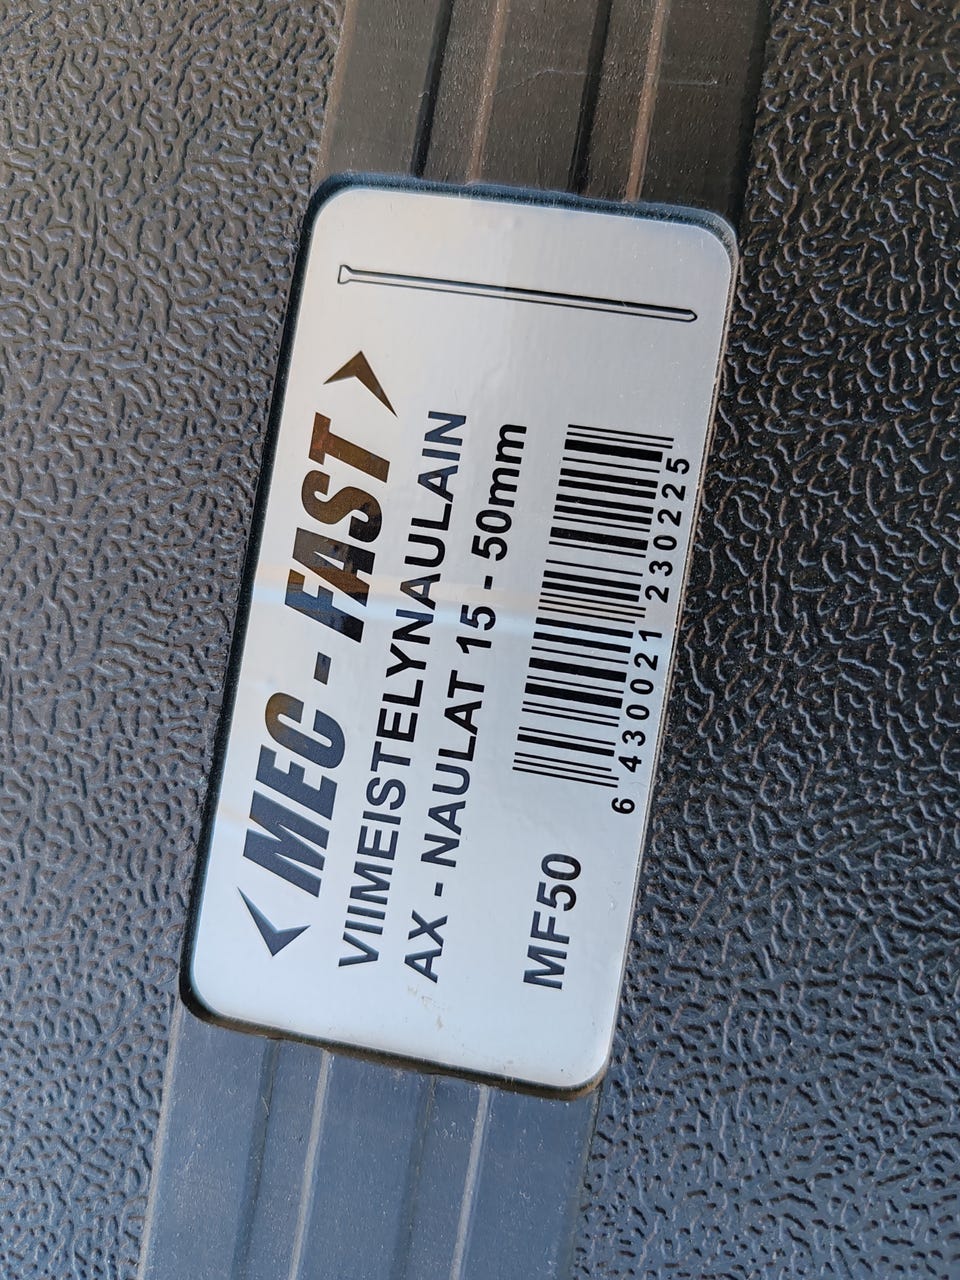 MEC - FAST
VIIMEISTELYNAULAIN
AX - NAULAT 15 - 50mm
MF50
6 430021 230225